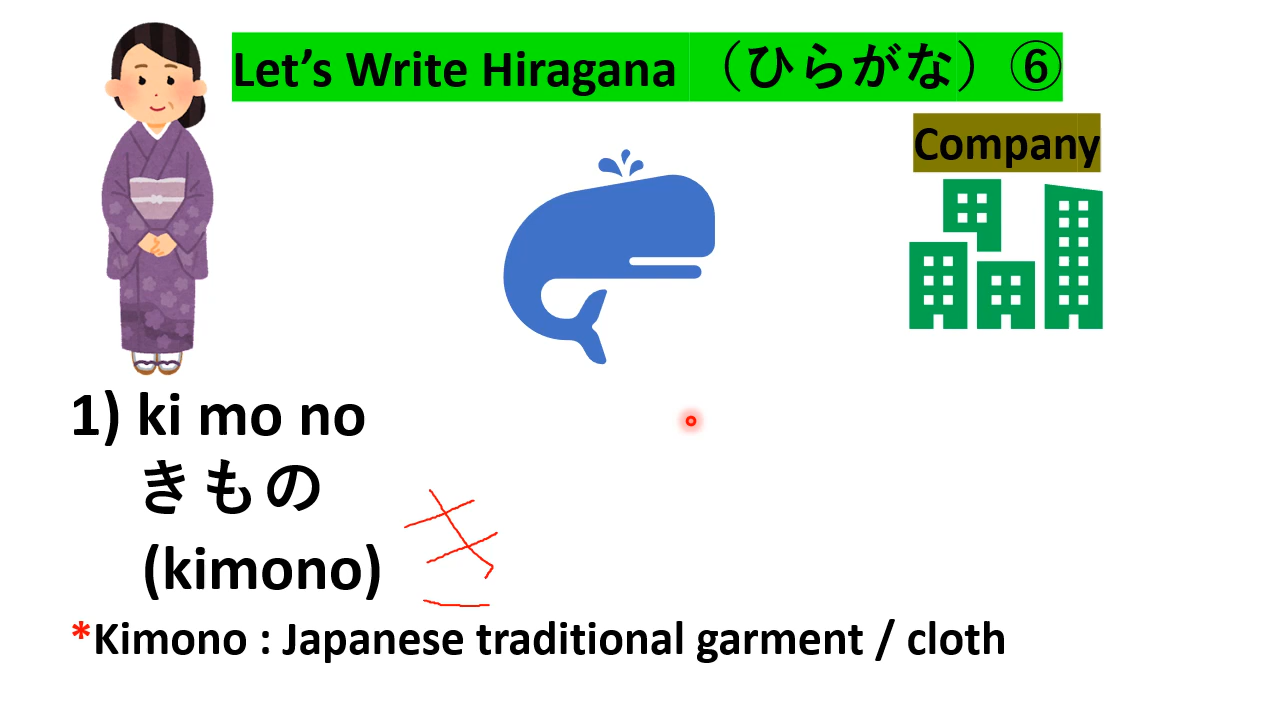 Let's Write Hiragana （ひらがな）⑥
Company
1) ki mo no
きもの
き
(kimono)
*Kimono : Japanese traditional garment / cloth